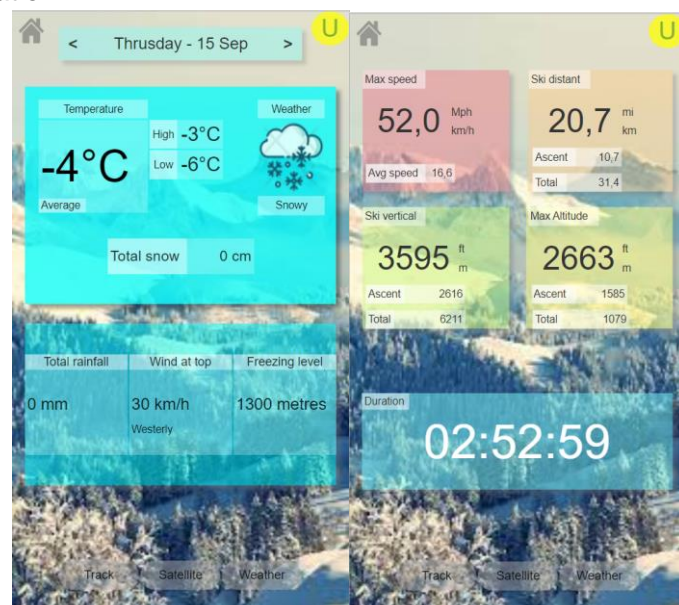 U
< Thrusday - 15 Sep >
Temperature
-4°C
Average
High -3°C
Low -6°C
Weather
Snowy
Total snow 0 cm
Total rainfall Wind at top Freezing level
0 mm 30 km/h 1300 metres
Westerly
Track Satellite Weather
U
Max speed
52,0 Mph
km/h
Avg speed 16,6
Ski distant
20,7 mi
km
Ascent 10,7
Total 31,4
Ski vertical
3595 ft
m
Ascent 2616
Total 6211
Max Altitude
2663 ft
m
Ascent 1585
Total 1079
Duration
02:52:59
Track Satellite Weather